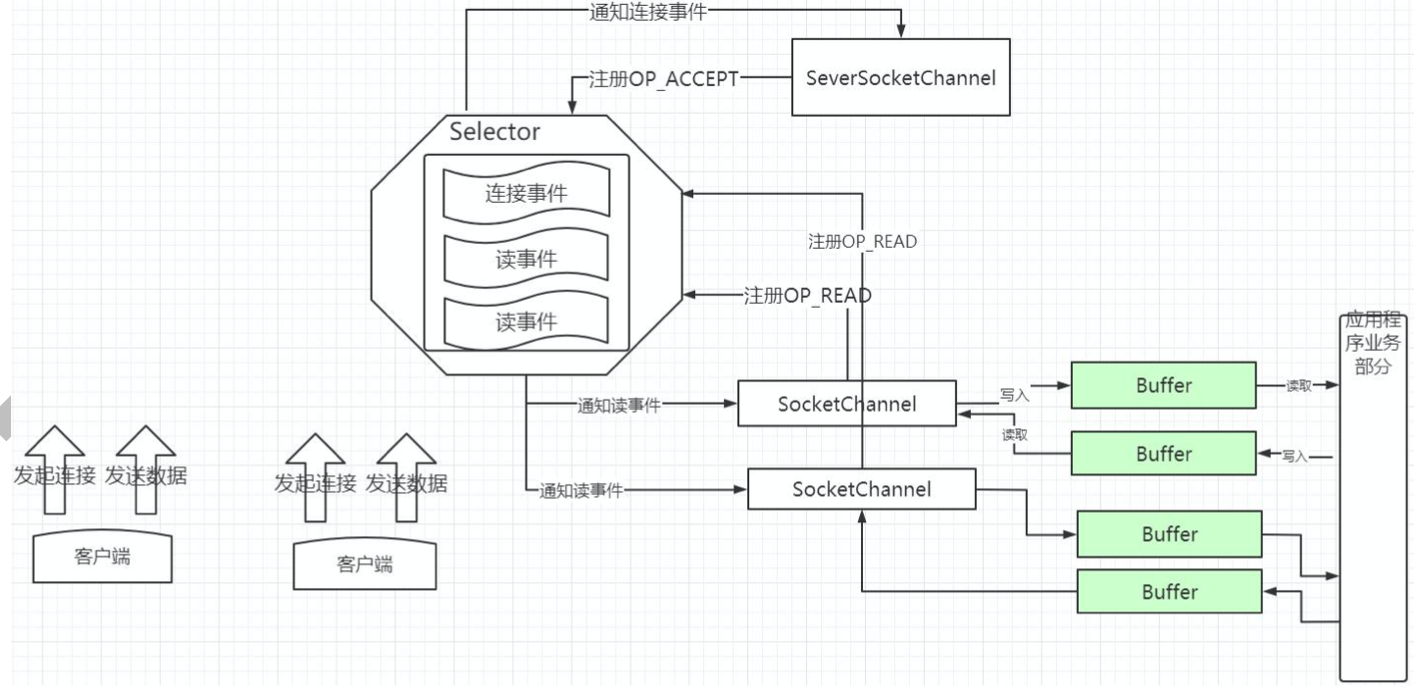 通知连接事件
注册OP_ACCEPT
SeverSocketChannel
Selector
连接事件
读事件
读事件
注册OP_READ
注册OP_READ
通知读事件
SocketChannel
写入
读取
Buffer
读取
Buffer
写入
通知读事件
SocketChannel
Buffer
Buffer
应用程
序业务
部分
发起连接
发送数据
客户端
发起连接
发送数据
客户端